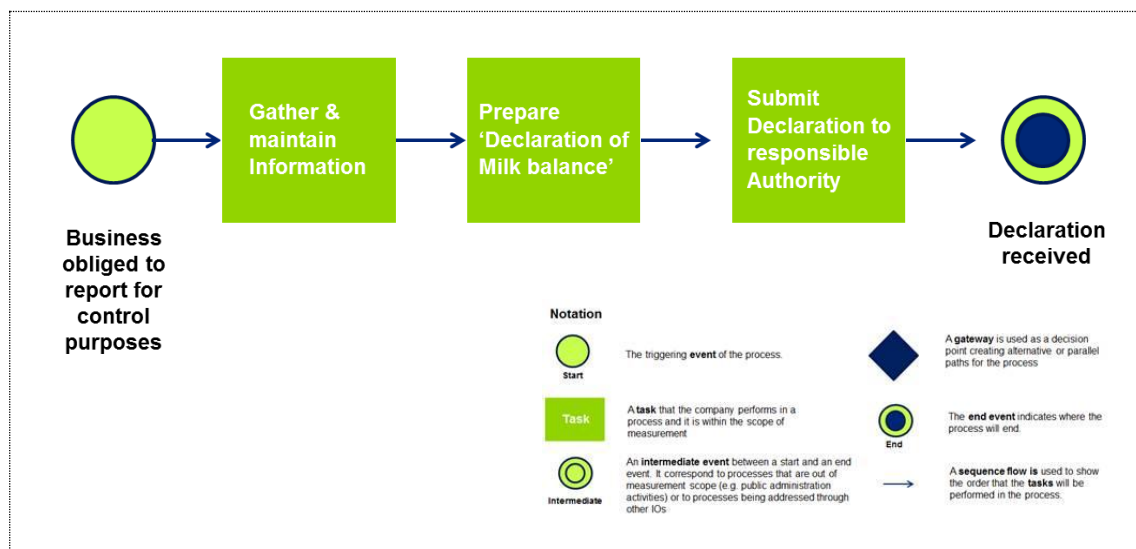 Gather &
maintain
Information
Prepare
‘Declaration of
Milk balance’
Submit
Declaration to
responsible
Authority
Business
obliged to
report for
control
purposes
Declaration
received
Notation
Start
The triggering event of the process.
A gateway is used as a decision
point creating alternative or parallel
paths for the process
Task
A task that the company performs in a
process and it is within the scope of
measurement
End
The end event indicates where the
process will end.
Intermediate
An intermediate event between a start and an end
event. It correspond to processes that are out of
measurement scope (e.g. public administration
activities) or to processes being addressed through
other IOs
A sequence flow is used to show
the order that the tasks will be
performed in the process.